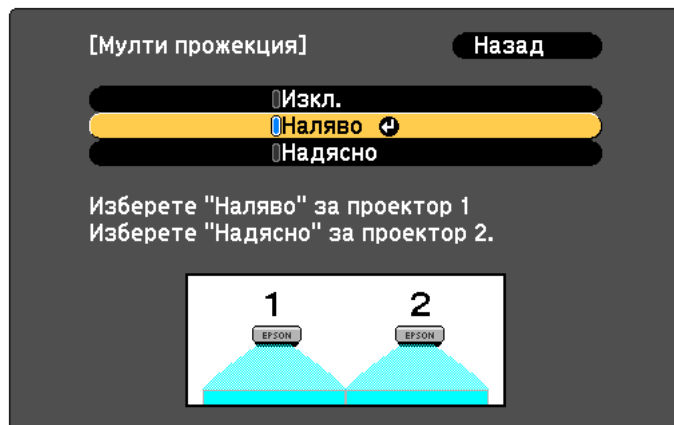 [Мулти прожекция] Назад
Изкл.
Наляво
Надясно
Изберете "Наляво" за проектор 1
Изберете "Надясно" за проектор 2.
1 2
EPSON EPSON